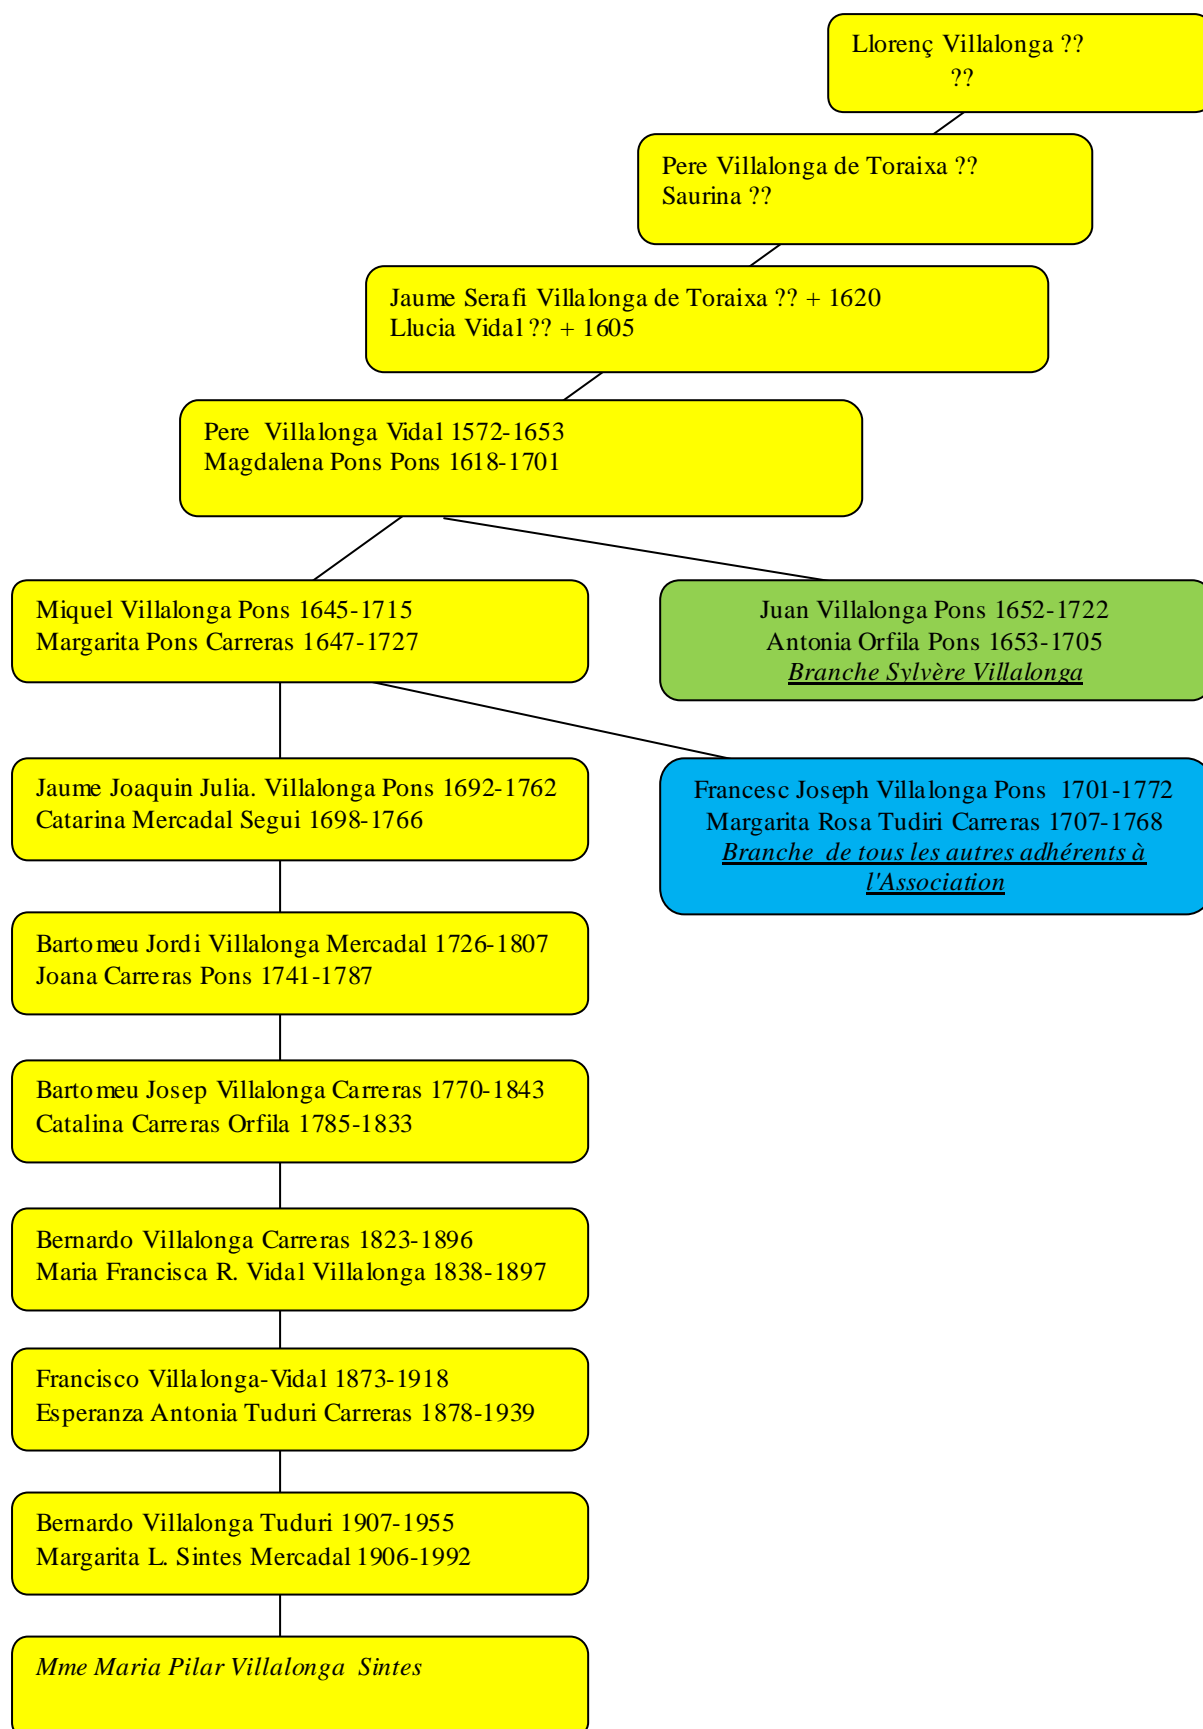 Llorenç Villalonga ??
??
Pere Villalonga de Toraixa ??
Saurina ??
Jaume Serafi Villalonga de Toraixa ?? + 1620
Llucia Vidal ?? + 1605
Pere Villalonga Vidal 1572-1653
Magdalena Pons Pons 1618-1701
Miquel Villalonga Pons 1645-1715
Margarita Pons Carreras 1647-1727
Juan Villalonga Pons 1652-1722
Antonia Orfila Pons 1653-1705
Branche Sylvère Villalonga
Jaume Joaquin Julia. Villalonga Pons 1692-1762
Catarina Mercadal Segui 1698-1766
Francesc Joseph Villalonga Pons 1701-1772
Margarita Rosa Tudiri Carreras 1707-1768
Branche de tous les autres adhérents à
l'Association
Bartomeu Jordi Villalonga Mercadal 1726-1807
Joana Carreras Pons 1741-1787
Bartomeu Josep Villalonga Carreras 1770-1843
Catalina Carreras Orfila 1785-1833
Bernardo Villalonga Carreras 1823-1896
Maria Francisca R. Vidal Villalonga 1838-1897
Francisco Villalonga-Vidal 1873-1918
Esperanza Antonia Tuduri Carreras 1878-1939
Bernardo Villalonga Tuduri 1907-1955
Margarita L. Sintes Mercadal 1906-1992
Mme Maria Pilar Villalonga Sintes